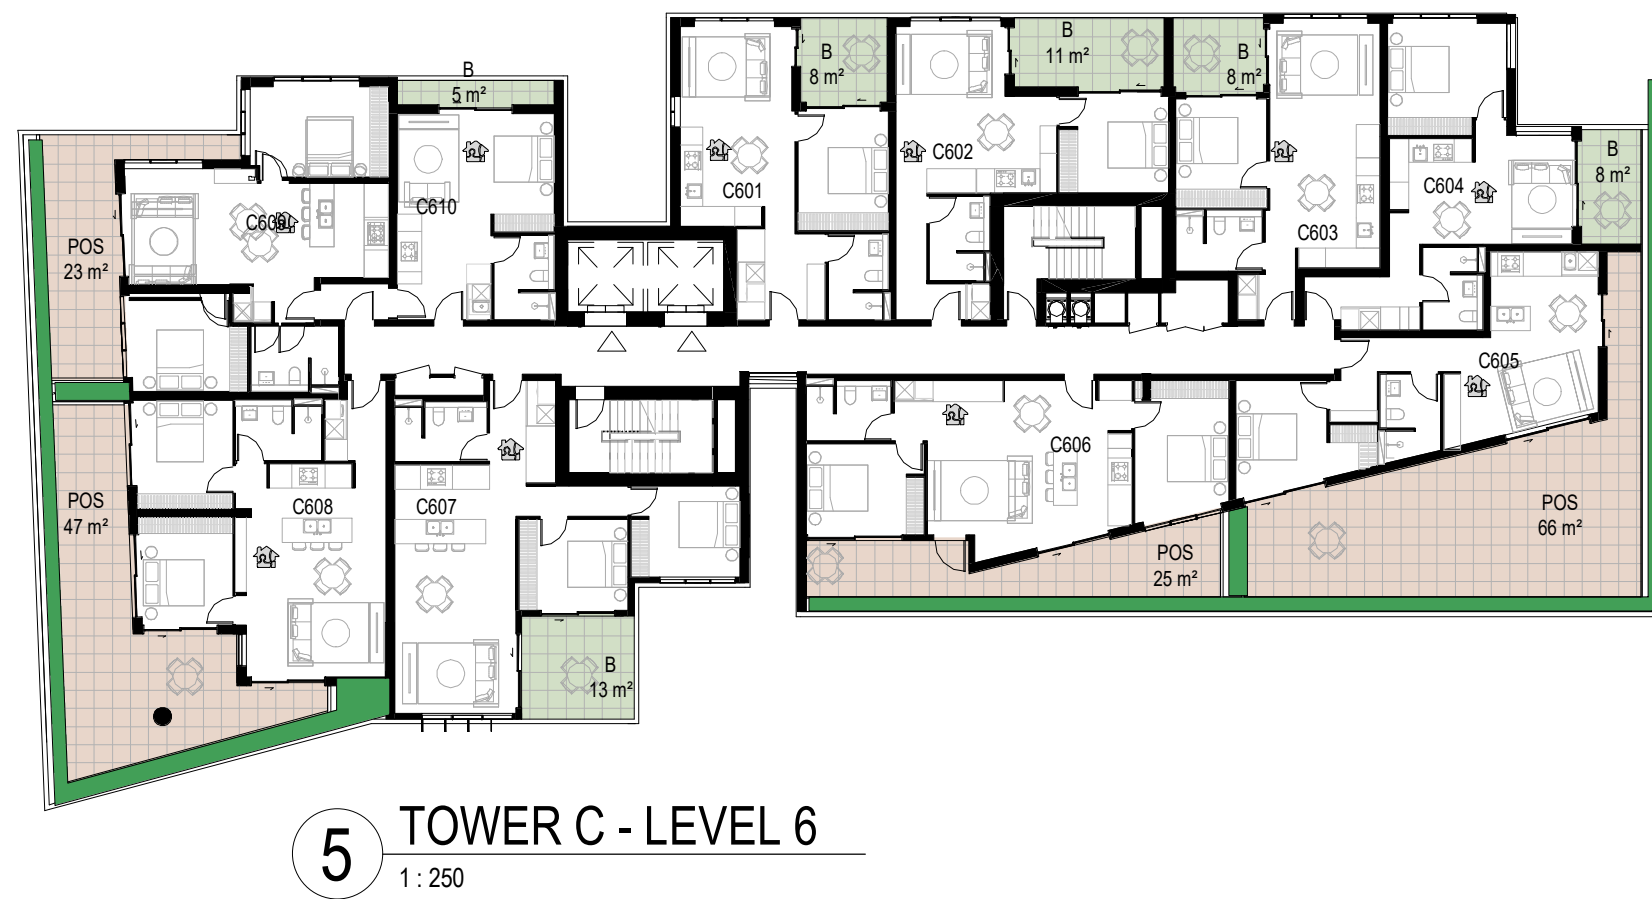 B
5 m²
B
8 m²
B
11 m²
B
8 m²
B
8 m²
C601
C602
C603
C604
C605
C606
C607
C608
C609
C610
POS
23 m²
POS
47 m²
POS
25 m²
POS
66 m²
B
13 m²
5
TOWER C - LEVEL 6
1 : 250